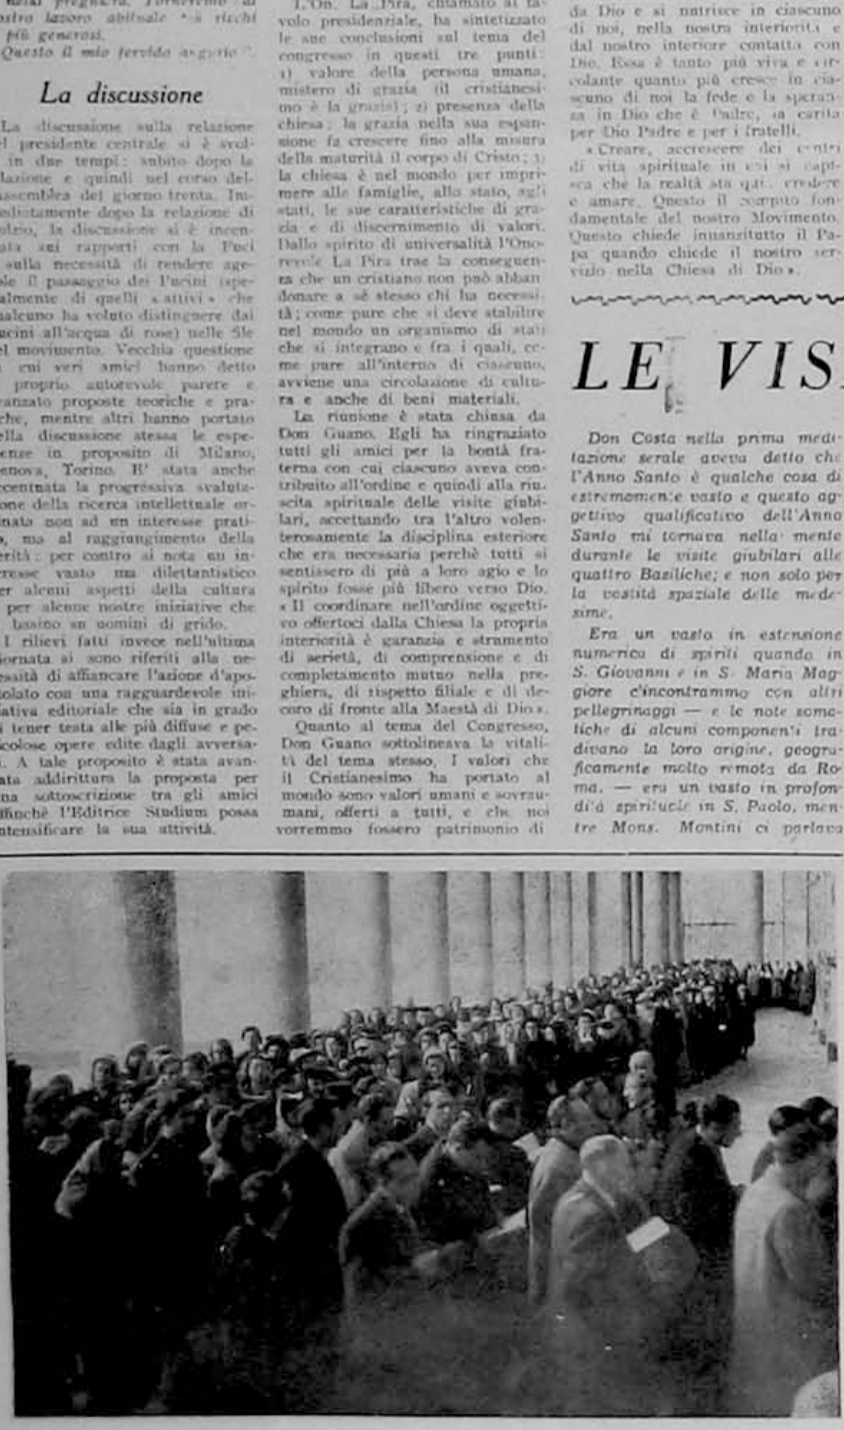 nostro lavoro abituale
più generosi.
Questo il mio fervido augurio".
La discussione
La discussione sulla relazione
l presidente centrale si è svol-
in due tempi: subito dopo la
lazione e quindi nel corso del-
assemblea del giorno trenta. Im-
ediatamente dopo la relazione di
la discussione si è incen-
ata sui rapporti con la Fuci
sulla necessità di rendere age-
le il passaggio dei Fucini (spe-
almente di quelli « attivi » che
alcuno ha voluto distinguere dai
ucini all'acqua di rose) nelle file
el movimento. Vecchia questione
cui veri amici hanno detto
proprio autorevole parere e
anzato proposte teoriche e pra-
che, mentre altri hanno portato
ella discussione stessa le espe-
enze in proposito di Milano,
enova, Torino. E' stata anche
ccentuata la progressiva svaluta-
one della ricerca intellettuale or-
inata non ad un interesse prati-
o, ma al raggiungimento della
erità: per contro si nota un in-
resse vasto ma dilettantistico
er alcuni aspetti della cultura
per alcune nostre iniziative che
basino su uomini di grido.
I rilievi fatti invece nell'ultima
iornata si sono riferiti alla ne-
essità di affiancare l'azione d'apo-
olato con una ragguardevole ini-
ativa editoriale che sia in grado
i tener testa alle più diffuse e pe-
icolose opere edite dagli avversa-
i. A tale proposito è stata avan-
ata addirittura la proposta per
na sottoscrizione tra gli amici
ffinchè l'Editrice Studium possa
ntensificare la sua attività.
L'On. La Pira, chiamato al ta-
volo presidenziale, ha sintetizzato
le sue conclusioni sul tema del
congresso in questi tre punti:
1) valore della persona umana,
mistero di grazia (il cristianesi-
mo è la grazia); 2) presenza della
chiesa: la grazia nella sua espan-
sione fa crescere fino alla misura
della maturità il corpo di Cristo; 3)
la chiesa è nel mondo per impri-
mere alle famiglie, allo stato, agli
stati, le sue caratteristiche di gra-
zia e di discernimento di valori.
Dallo spirito di universalità l'Ono-
revole La Pira trae la conseguen-
za che un cristiano non può abban
donare a sè stesso chi ha necessi-
tà; come pure che si deve stabilire
nel mondo un organismo di stati
che si integrano e fra i quali, co-
me pure all'interno di ciascuno,
avviene una circolazione di cultu-
ra e anche di beni materiali.
La riunione è stata chiusa da
Don Guano. Egli ha ringraziato
tutti gli amici per la bontà fra-
terna con cui ciascuno aveva con-
tribuito all'ordine e quindi alla riu.
scita spirituale delle visite giubi-
lari, accettando tra l'altro volen-
terosamente la disciplina esteriore
che era necessaria perchè tutti si
sentissero di più a loro agio e lo
spirito fosse più libero verso Dio.
« Il coordinare nell'ordine oggetti-
vo offertoci dalla Chiesa la propria
interiorità è garanzia e strumento
di serietà, di comprensione e di
completamento mutuo nella pre-
ghiera, di rispetto filiale e di de-
coro di fronte alla Maestà di Dio ».
Quanto al tema del Congresso,
Don Guano sottolineava la vitali-
tà del tema stesso. I valori che
il Cristianesimo ha portato al
mondo sono valori umani e sovrau-
mani, offerti a tutti, e che noi
vorremmo fossero patrimonio di
da Dio e si nutrisce in ciascuno
di noi, nella nostra interiorità e
dal nostro interiore contatto con
Dio. Essa è tanto più viva e cir-
colante quanto più cresce in cia-
scuno di noi la fede e la speran-
za in Dio che è Padre, la carità
per Dio Padre e per i fratelli.
« Creare, accrescere dei centri
di vita spirituale in cui si capi-
sca che la realtà sta qui, credere
e amare. Questo il compito fon-
damentale del nostro Movimento.
Questo chiede innanzitutto il Pa-
pa quando chiede il nostro ser-
vizio nella Chiesa di Dio ».
LE VIS
Don Costa nella prima medi-
tazione serale aveva detto che
l'Anno Santo è qualche cosa di
estremamente vasto e questo ag-
gettivo qualificativo dell'Anno
Santo mi tornava nella mente
durante le visite giubilari alle
quattro Basiliche; e non solo per
la vastità spaziale delle mede-
sime.
Era un vasto in estensione
numerica di spiriti quando in
S. Giovanni e in S. Maria Mag-
giore c'incontrammo con altri
pellegrinaggi — e le note soma-
tiche di alcuni componenti tra-
divano la loro origine, geogra-
ficamente molto remota da Ro-
ma, — era un vasto in profon-
dità spirituale in S. Paolo, men-
tre Mons. Montini ci parlava